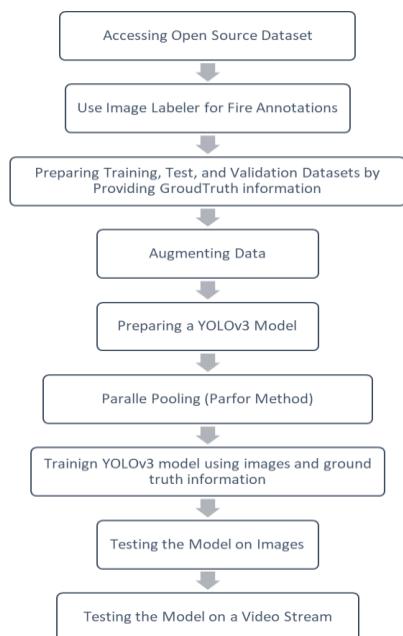 Accessing Open Source Dataset
Use Image Labeler for Fire Annotations
Preparing Training, Test, and Validation Datasets by
Providing GroudTruth information
Augmenting Data
Preparing a YOLOv3 Model
Paralle Pooling (Parfor Method)
Trainign YOLOv3 model using images and ground
truth information
Testing the Model on Images
Testing the Model on a Video Stream